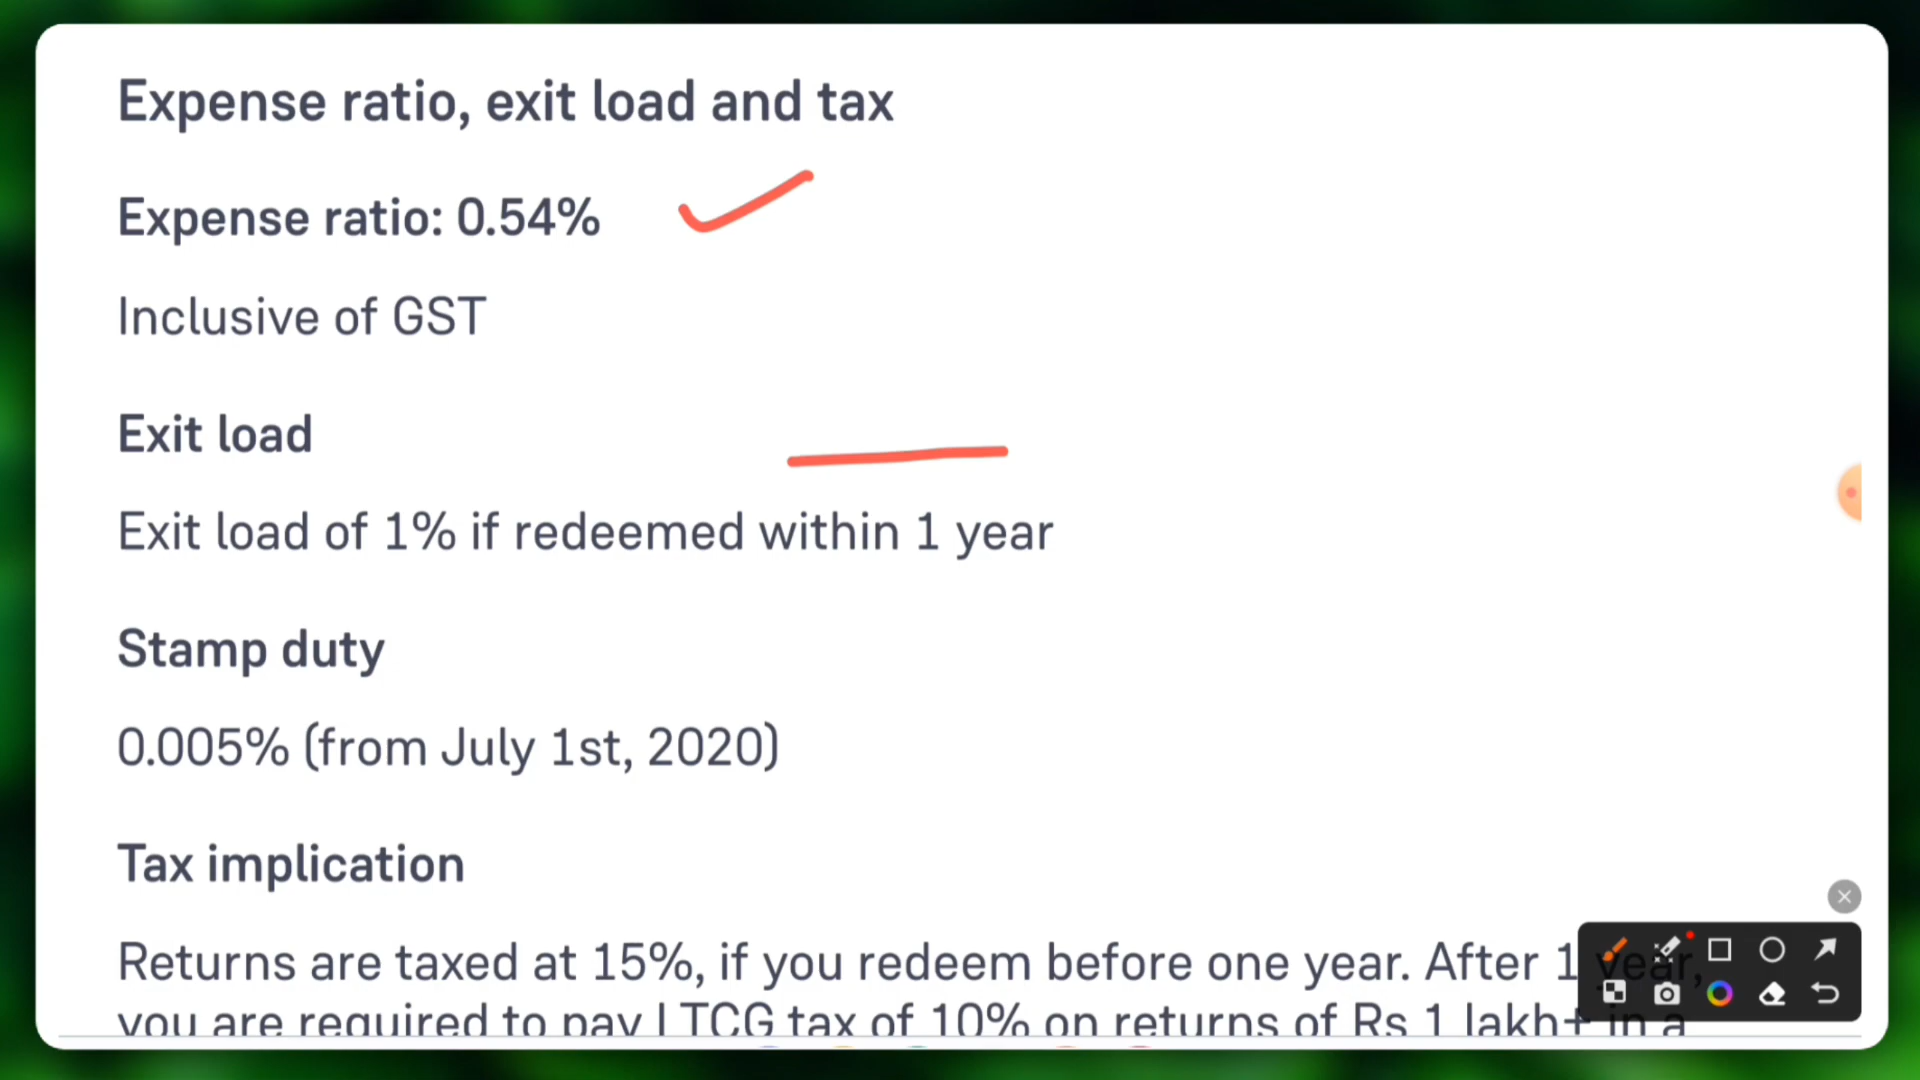 Expense ratio, exit load and tax
Expense ratio: 0.54%
Inclusive of GST
Exit load
Exit load of 1% if redeemed within 1 year
Stamp duty
0.005% (from July 1st, 2020)
Tax implication
Returns are taxed at 15%, if you redeem before one year. After 1 year,
you are required to pay LTCG tax of 10% on returns of Rs 1 lakh+ in a